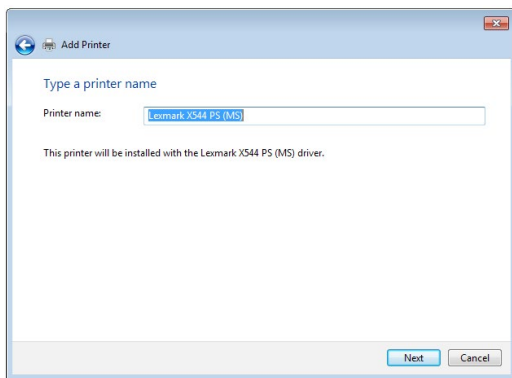 Add Printer
Type a printer name
Printer name: Lexmark X544 PS (MS)
This printer will be installed with the Lexmark X544 PS (MS) driver.
Next Cancel